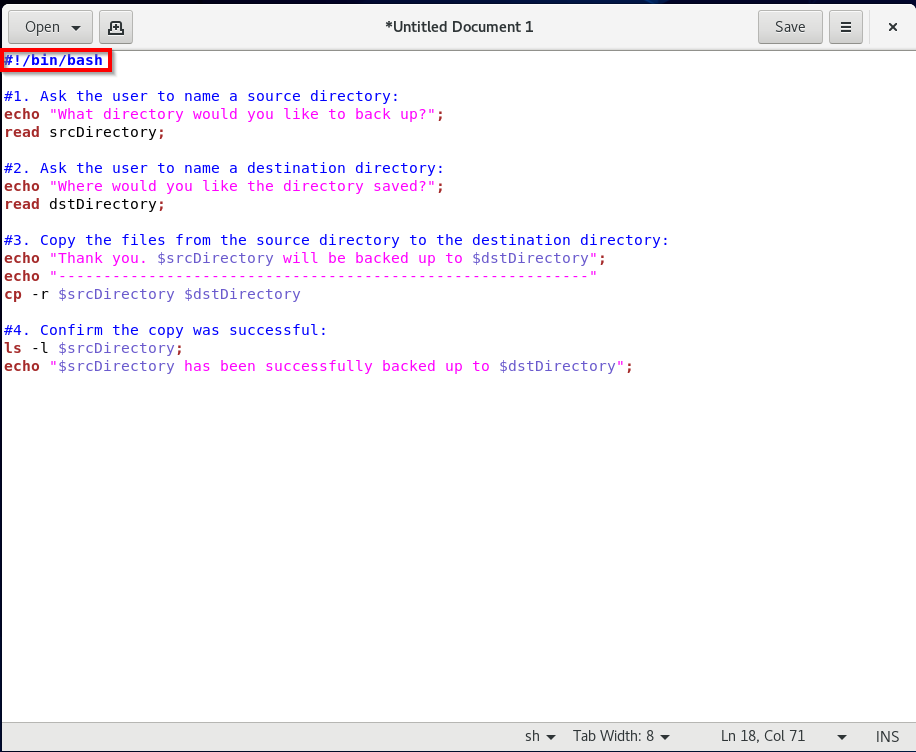 Open
*Untitled Document 1
Save
#!/bin/bash
#1. Ask the user to name a source directory:
echo "What directory would you like to back up?";
read srcDirectory;
#2. Ask the user to name a destination directory:
echo "Where would you like the directory saved?";
read dstDirectory;
#3. Copy the files from the source directory to the destination directory:
echo "Thank you. $srcDirectory will be backed up to $dstDirectory";
echo "-----------------------------------------------------------"
cp -r $srcDirectory $dstDirectory
#4. Confirm the copy was successful:
ls -l $srcDirectory;
echo "$srcDirectory has been successfully backed up to $dstDirectory";
sh Tab Width: 8 Ln 18, Col 71 INS